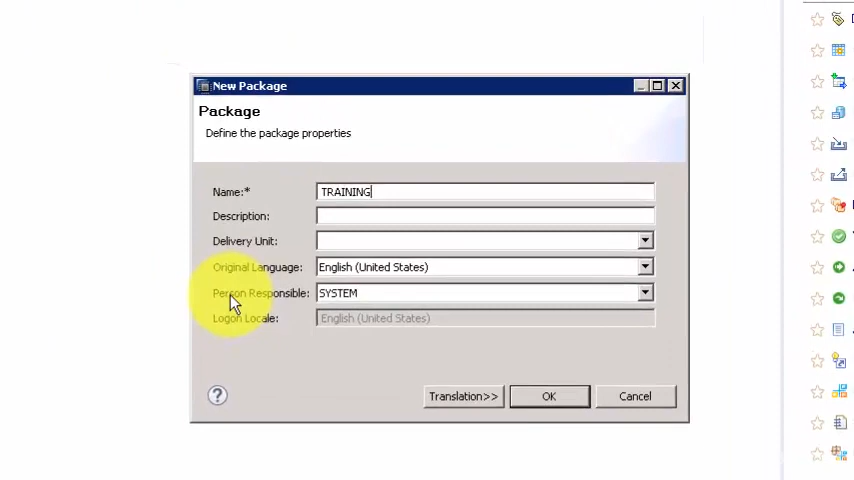 New Package
Package
Define the package properties
Name:* TRAINING
Description:
Delivery Unit:
Original Language: English (United States)
Person Responsible: SYSTEM
Logon Locale: English (United States)
Translation>> OK Cancel